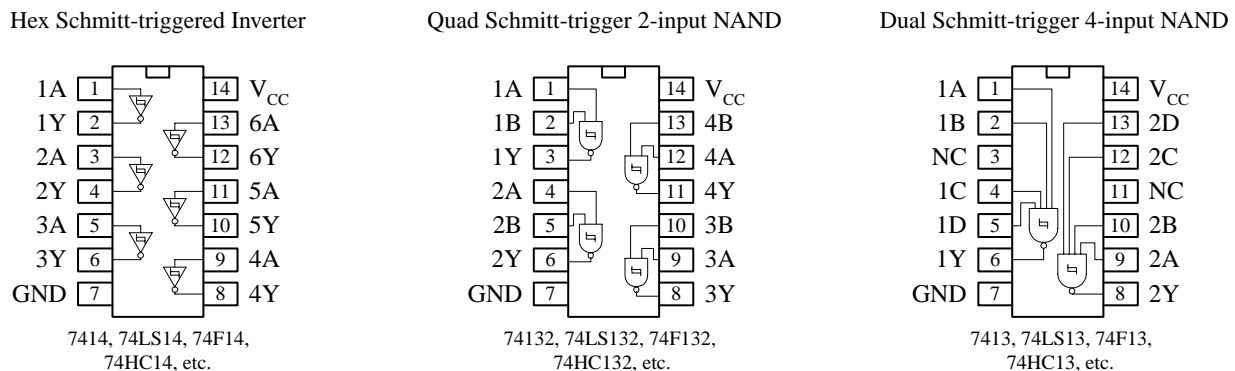 Hex Schmitt-triggered Inverter
1A 1 14 VCC
1Y 2 13 6A
2A 3 12 6Y
2Y 4 11 5A
3A 5 10 5Y
3Y 6 9 4A
GND 7 8 4Y
7414, 74LS14, 74F14,
74HC14, etc.
Quad Schmitt-trigger 2-input NAND
1A 1 14 VCC
1B 2 13 4B
1Y 3 12 4A
2A 4 11 4Y
2B 5 10 3B
2Y 6 9 3A
GND 7 8 3Y
74132, 74LS132, 74F132,
74HC132, etc.
Dual Schmitt-trigger 4-input NAND
1A 1 14 VCC
1B 2 13 2D
NC 3 12 2C
1C 4 11 NC
1D 5 10 2B
1Y 6 9 2A
GND 7 8 2Y
7413, 74LS13, 74F13,
74HC13, etc.